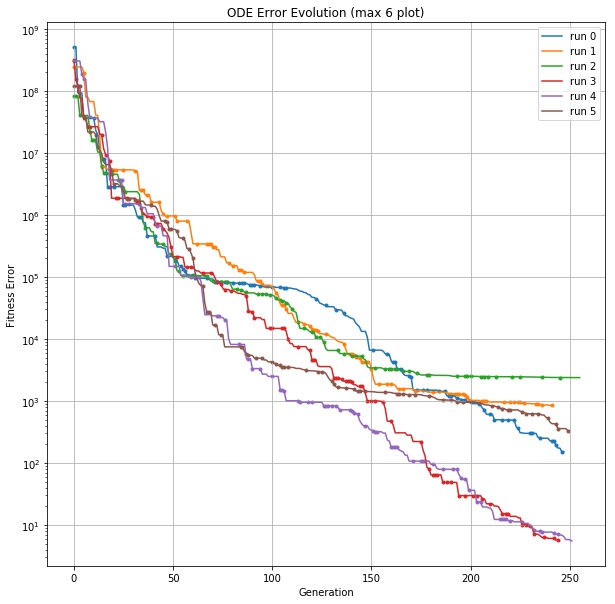 ODE Error Evolution (max 6 plot)
10⁹
10⁸
10⁷
10⁶
10⁵
10⁴
10³
10²
10¹
Fitness Error
run 0
run 1
run 2
run 3
run 4
run 5
0
50
100
150
200
250
Generation